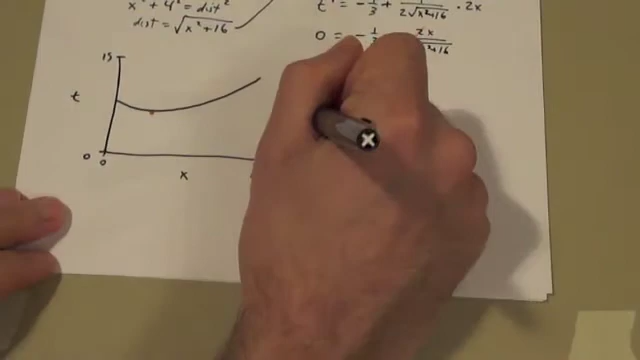 x² + 4² = dist²
dist = √(x² + 16)
t' = -1/3 + 1/(2√(x²+16)) · 2x
0 = -1/3 2x +16
15
t
0
0
x